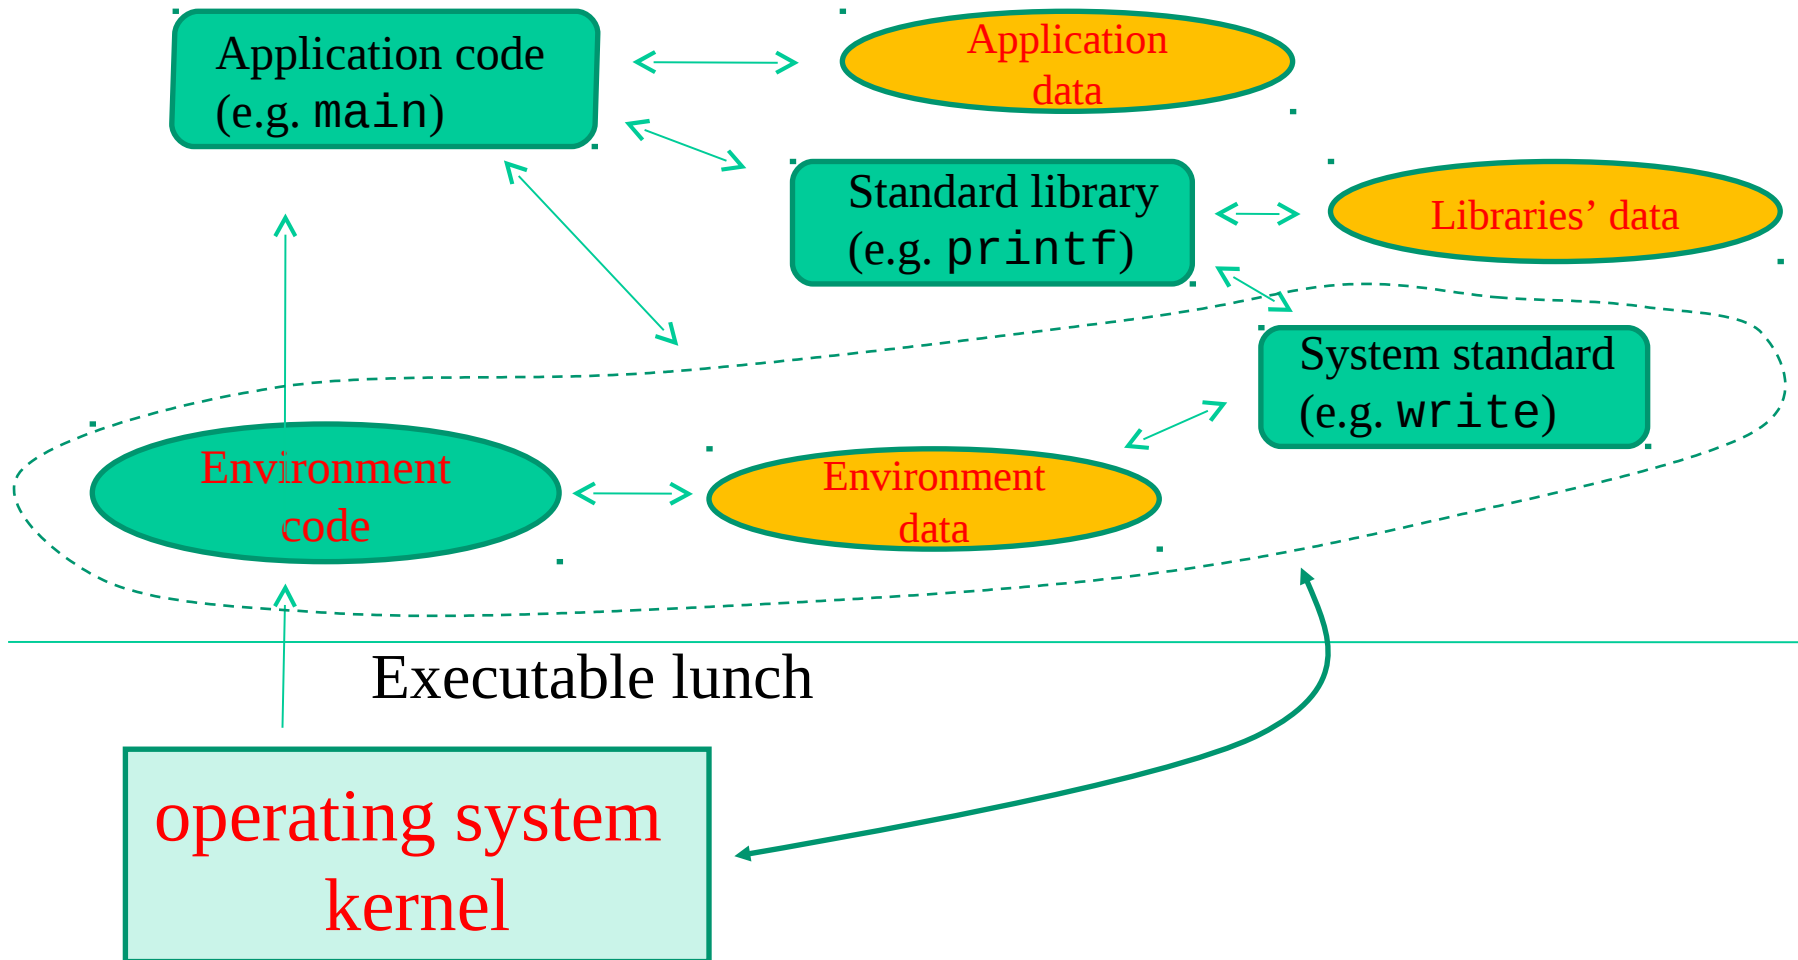 Application code
(e.g. main)
Application
data
Standard library
(e.g. printf)
Libraries’ data
System standard
(e.g. write)
Environment
code
Environment
data
Executable lunch
operating system
kernel